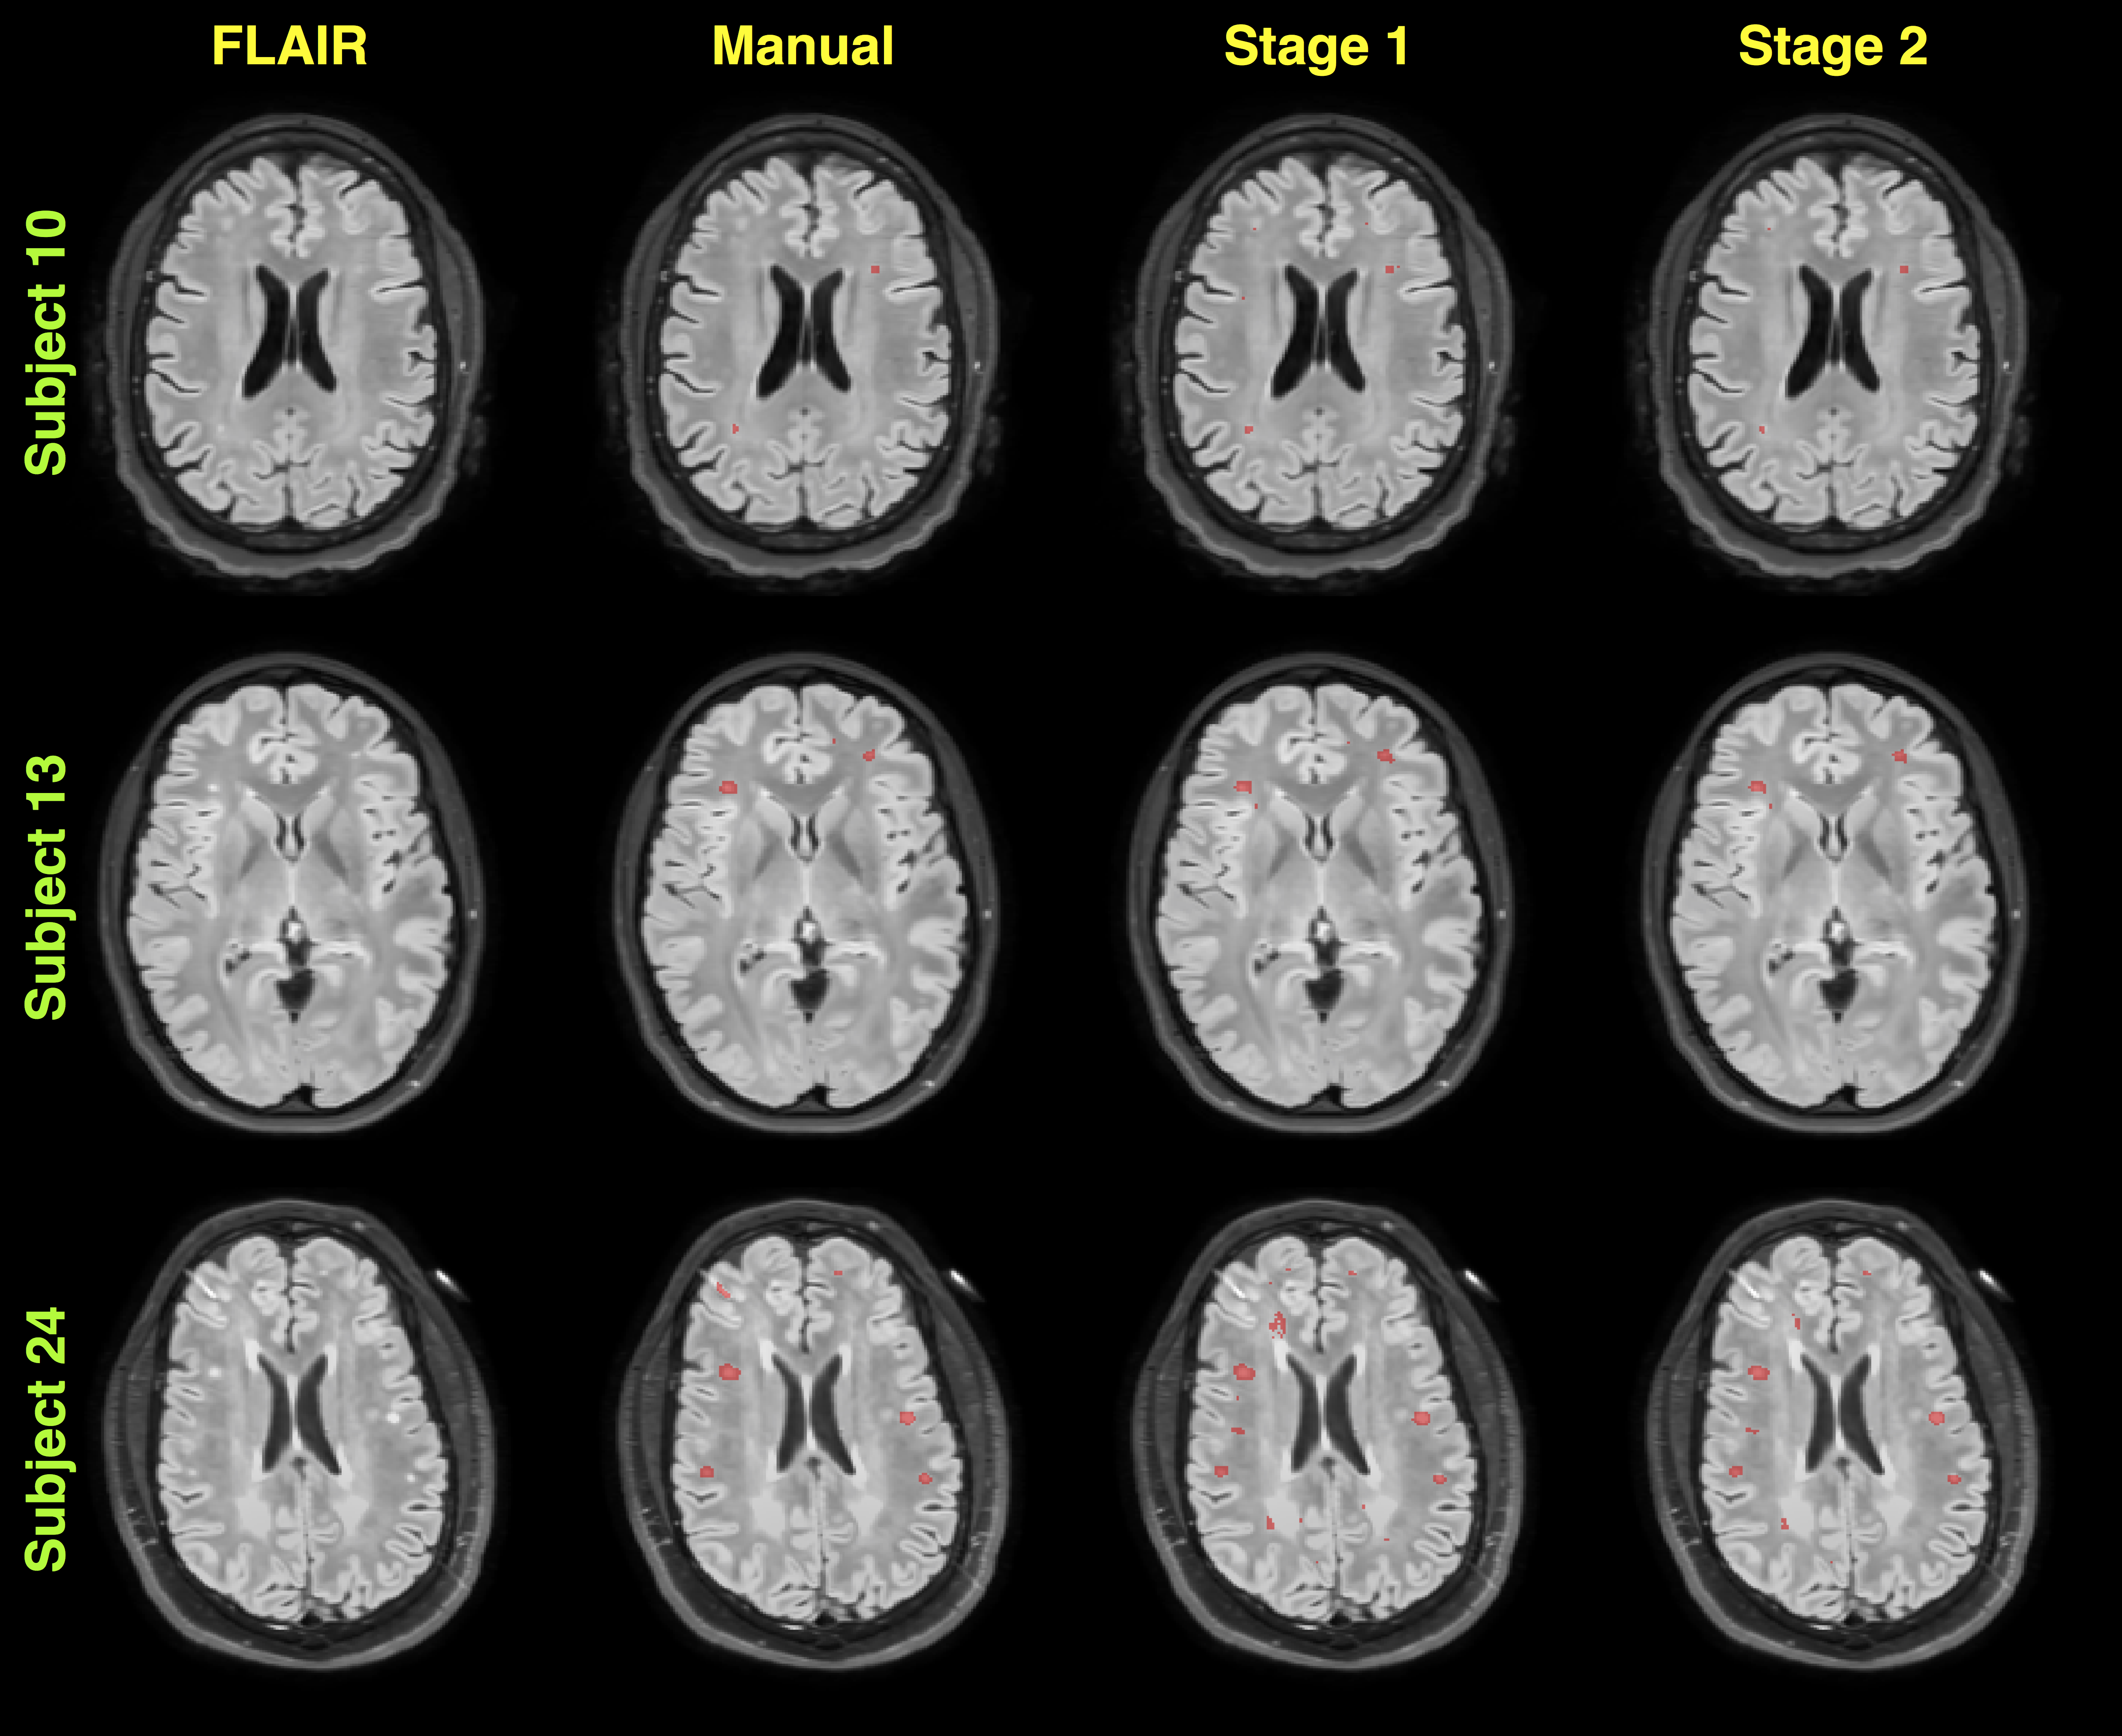 FLAIR Manual Stage 1 Stage 2
Subject 10
Subject 13
Subject 24